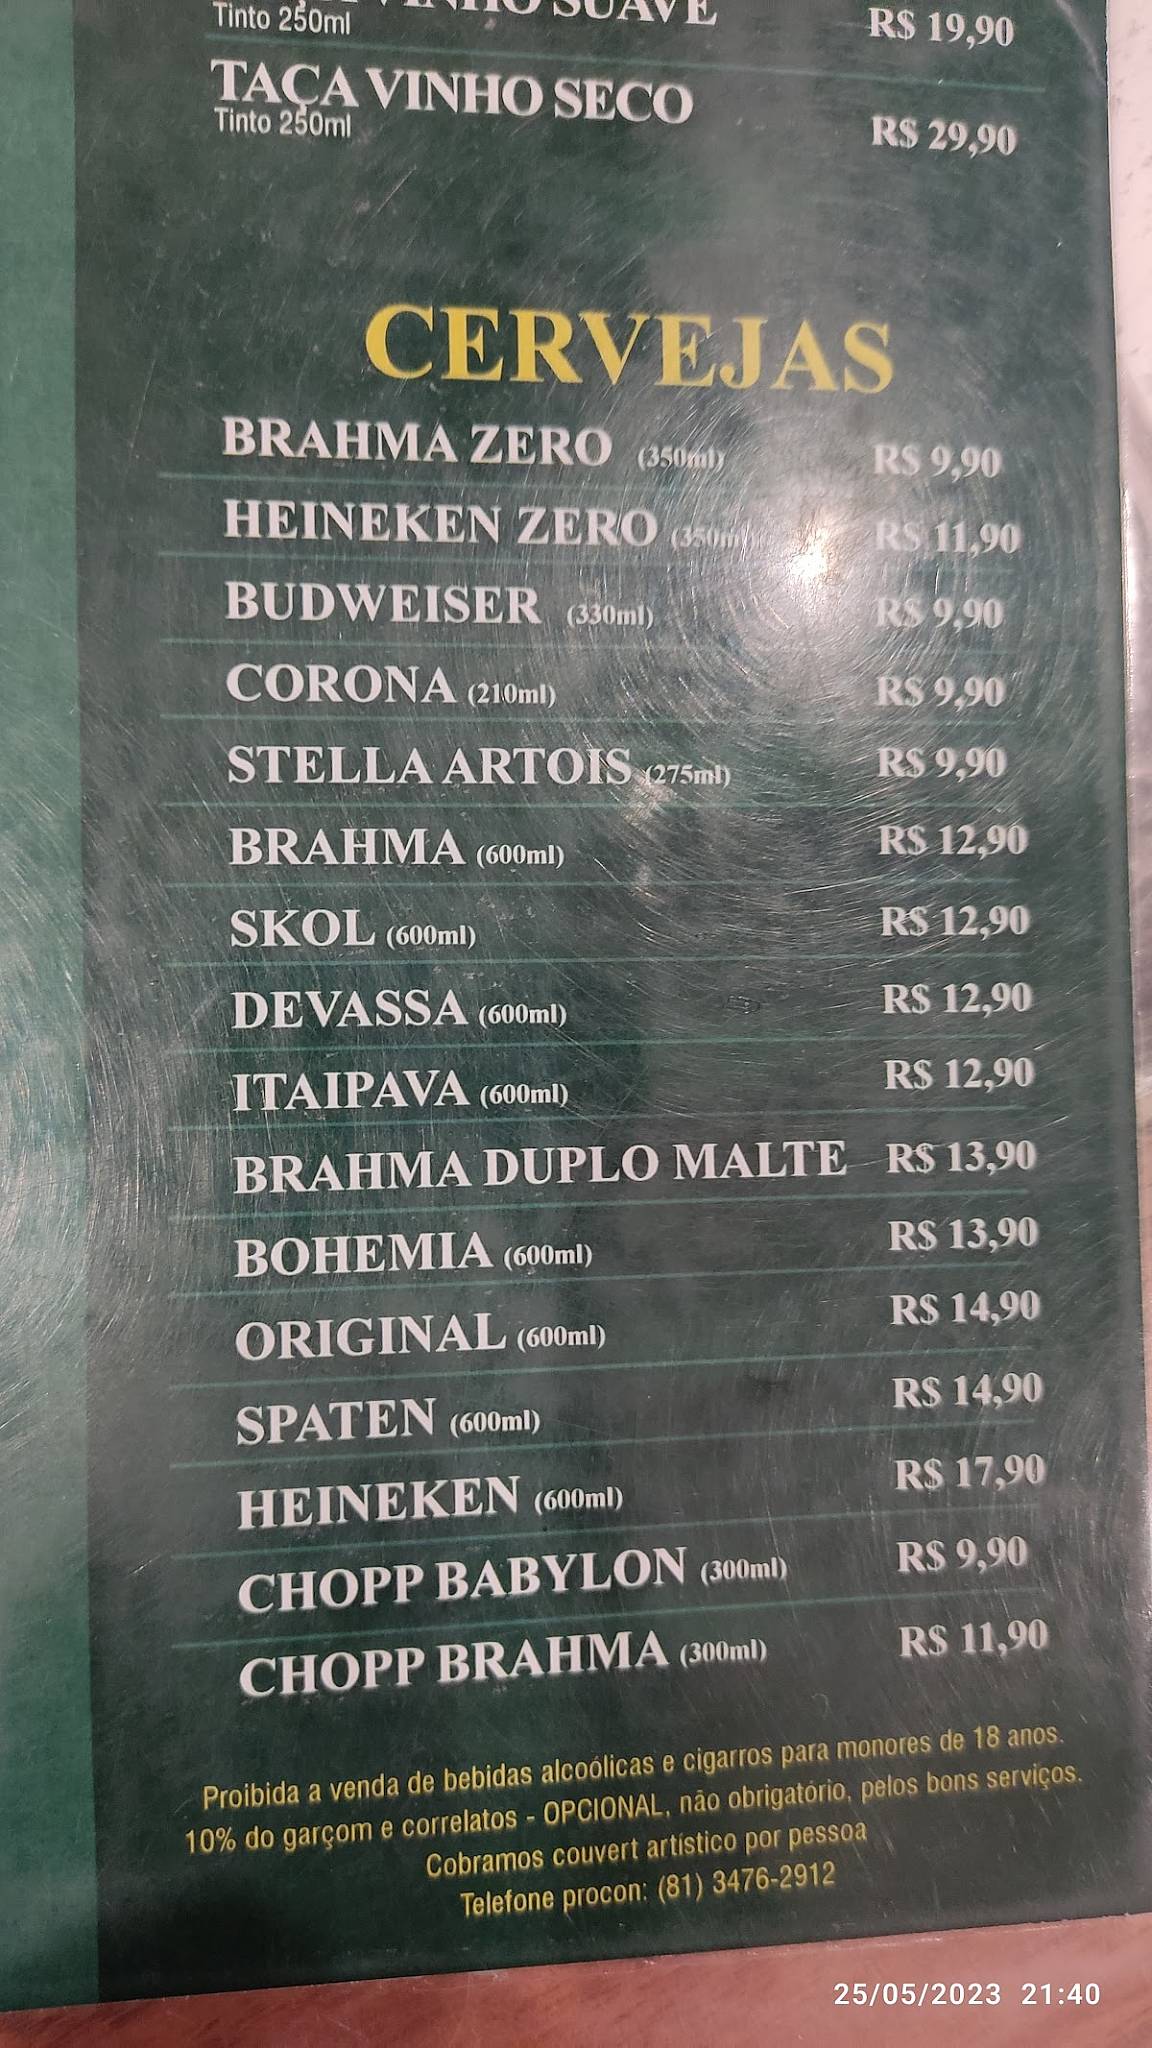 VINHO SUAVE
Tinto 250ml R$ 19,90
TAÇA VINHO SECO
Tinto 250ml R$ 29,90
CERVEJAS
BRAHMA ZERO (350ml) R$ 9,90
HEINEKEN ZERO (350m R$ 11,90
BUDWEISER (330ml) R$ 9,90
CORONA (210ml) R$ 9,90
STELLA ARTOIS (275ml) R$ 9,90
BRAHMA (600ml) R$ 12,90
SKOL (600ml) R$ 12,90
DEVASSA (600ml) R$ 12,90
ITAIPAVA (600ml) R$ 12,90
BRAHMA DUPLO MALTE R$ 13,90
BOHEMIA (600ml) R$ 13,90
ORIGINAL (600ml) R$ 14,90
SPATEN (600ml) R$ 14,90
HEINEKEN (600ml) R$ 17,90
CHOPP BABYLON (300ml) R$ 9,90
CHOPP BRAHMA (300ml) R$ 11,90
Proibida a venda de bebidas alcoólicas e cigarros para monores de 18 anos.
10% do garçom e correlatos - OPCIONAL, não obrigatório, pelos bons serviços.
Cobramos couvert artístico por pessoa
Telefone procon: (81) 3476-2912
25/05/2023 21:40